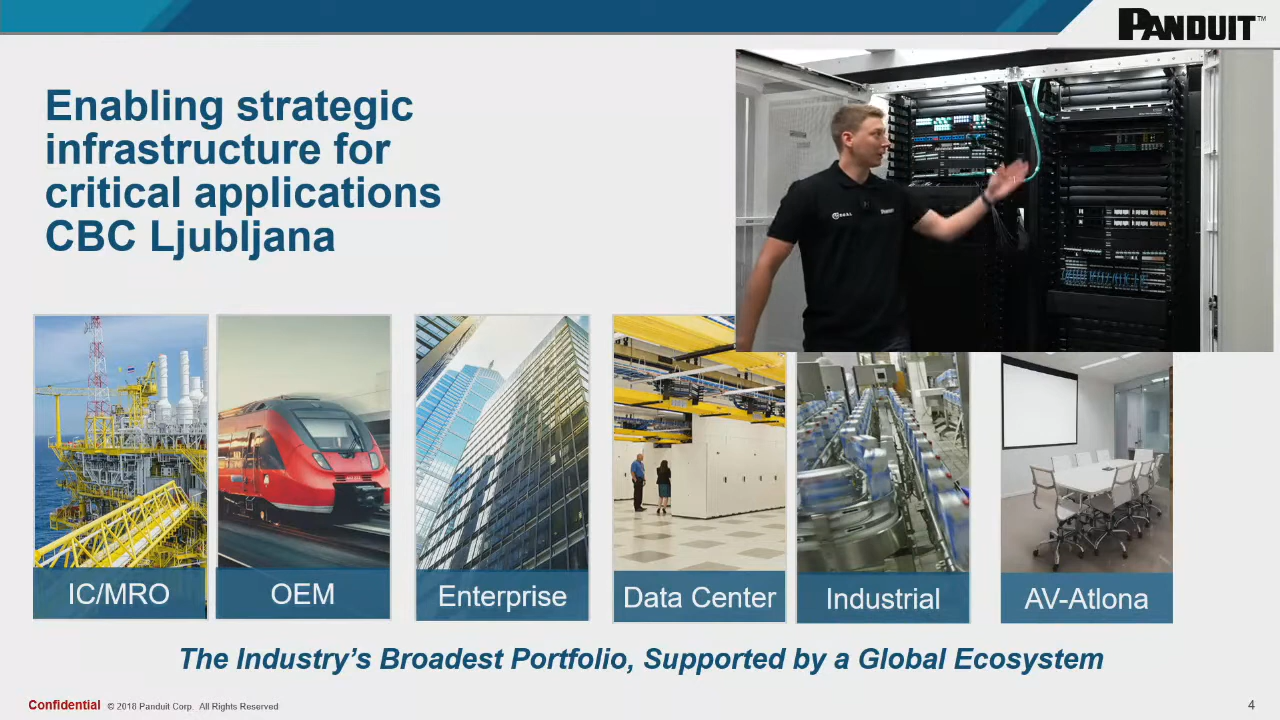 PANDUIT™
Enabling strategic
infrastructure for
critical applications
CBC Ljubljana
IC/MRO
OEM
Enterprise
Data Center
Industrial
AV-Atlona
The Industry’s Broadest Portfolio, Supported by a Global Ecosystem
Confidential © 2018 Panduit Corp. All Rights Reserved
4